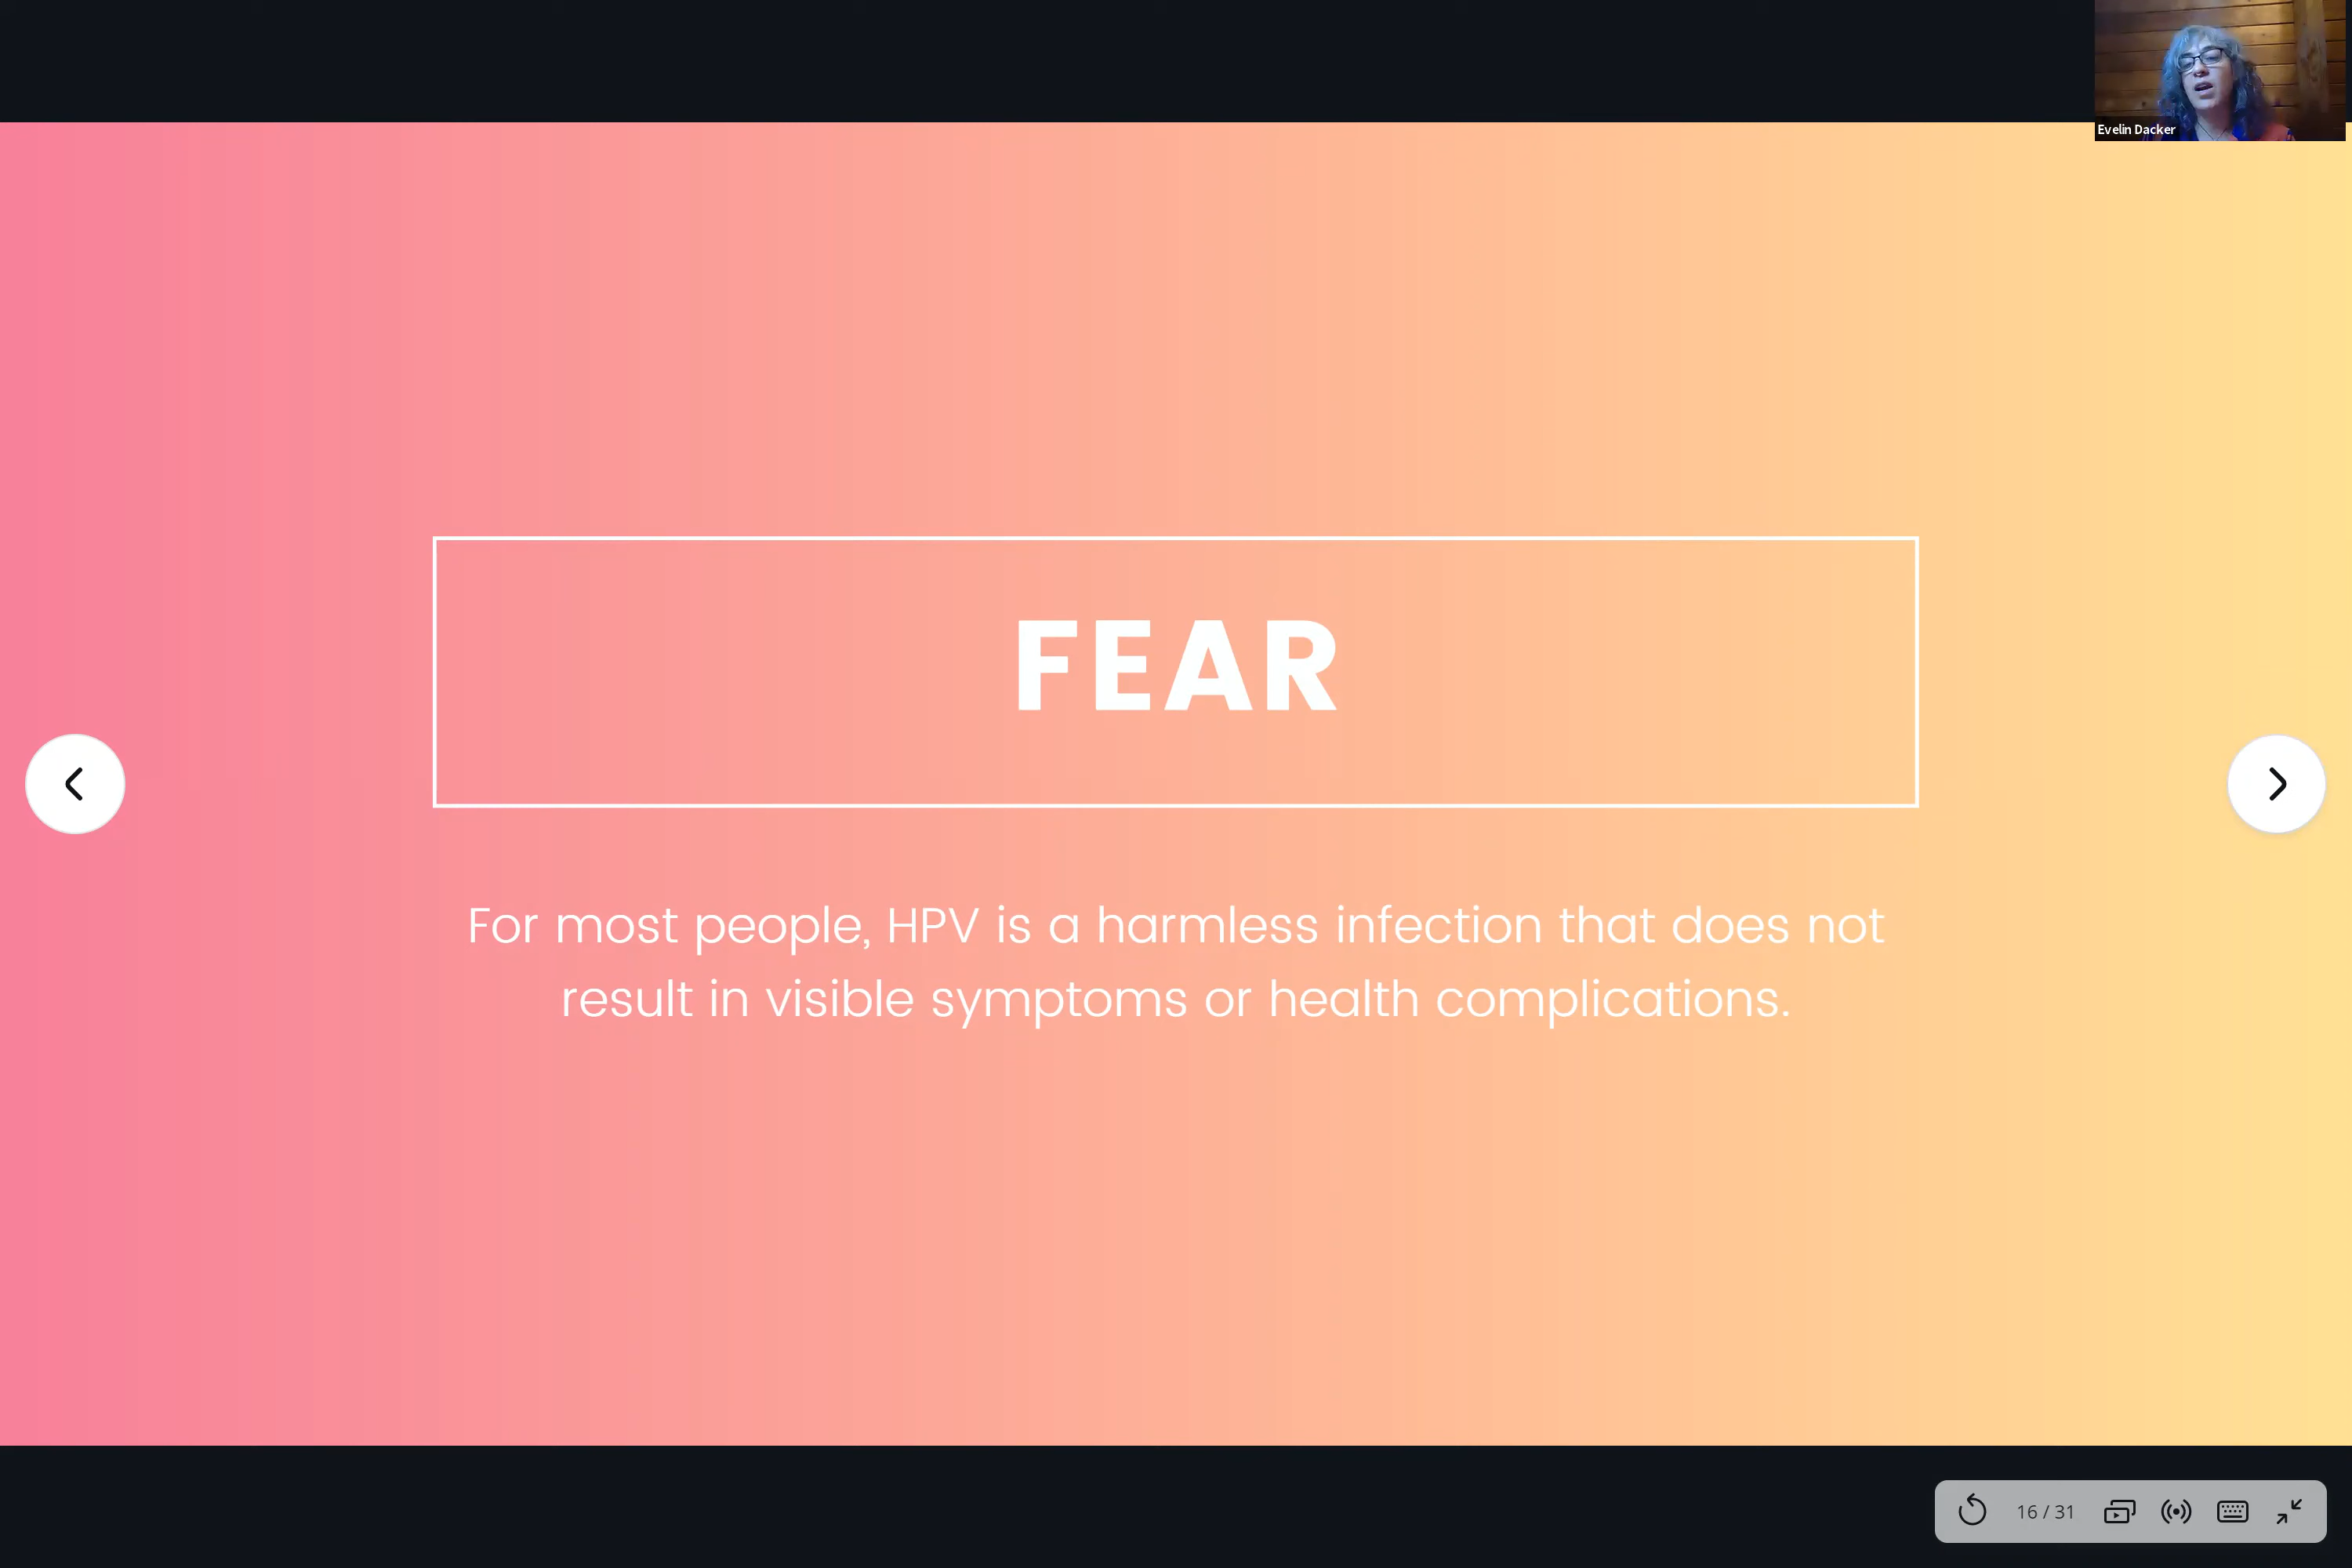 Evelin Dacker
FEAR
For most people, HPV is a harmless infection that does not
result in visible symptoms or health complications.
16 / 31